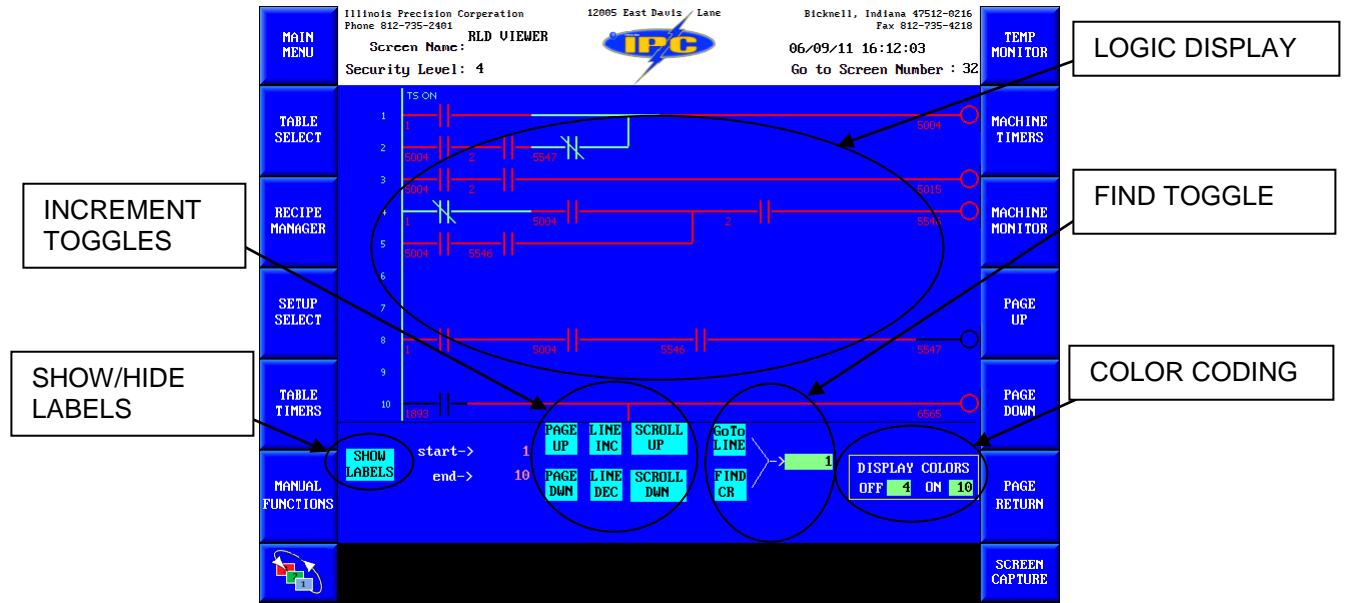 Illinois Precision Corperation
12005 East Davis Lane
Bicknell, Indiana 47512-0216
Phone 812-735-2401
Fax 812-735-4218
Screen Name: RLD VIEWER
IPC
06/09/11 16:12:03
Security Level: 4
Go to Screen Number : 32
MAIN
MENU
TABLE
SELECT
RECIPE
MANAGER
SETUP
SELECT
TABLE
TIMERS
MANUAL
FUNCTIONS
1
TEMP
MONITOR
MACHINE
TIMERS
MACHINE
MONITOR
PAGE
UP
PAGE
DOWN
PAGE
RETURN
SCREEN
CAPTURE
LOGIC DISPLAY
FIND TOGGLE
COLOR CODING
INCREMENT
TOGGLES
SHOW/HIDE
LABELS
TS ON
1
1 5004
2
5004 2 5547
3
5004 2 5015
4
1 5004 2
5
5004 5546
6
7
8
1 5004 5546 5547
9
10
1893 6565
SHOW
LABELS
start-> 1
end-> 10
PAGE
UP
LINE
INC
SCROLL
UP
PAGE
DWN
LINE
DEC
SCROLL
DWN
GoTo
LINE
FIND
CR
-> 1
DISPLAY COLORS
OFF 4 ON 10